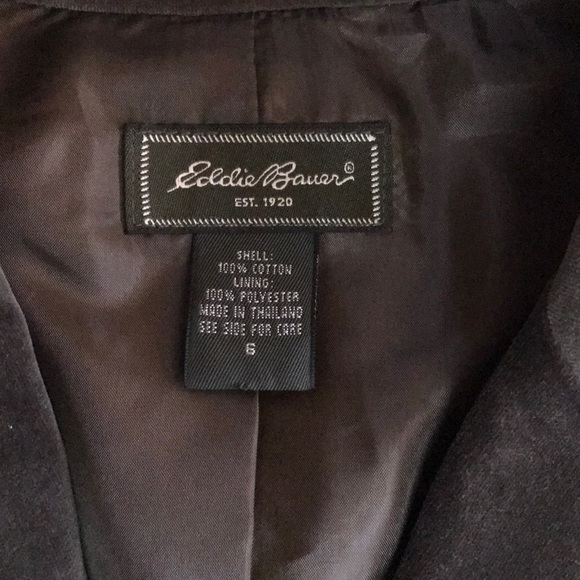 Eddie Bauer®
EST. 1920
SHELL:
100% COTTON
LINING:
100% POLYESTER
MADE IN THAILAND
SEE SIDE FOR CARE
6